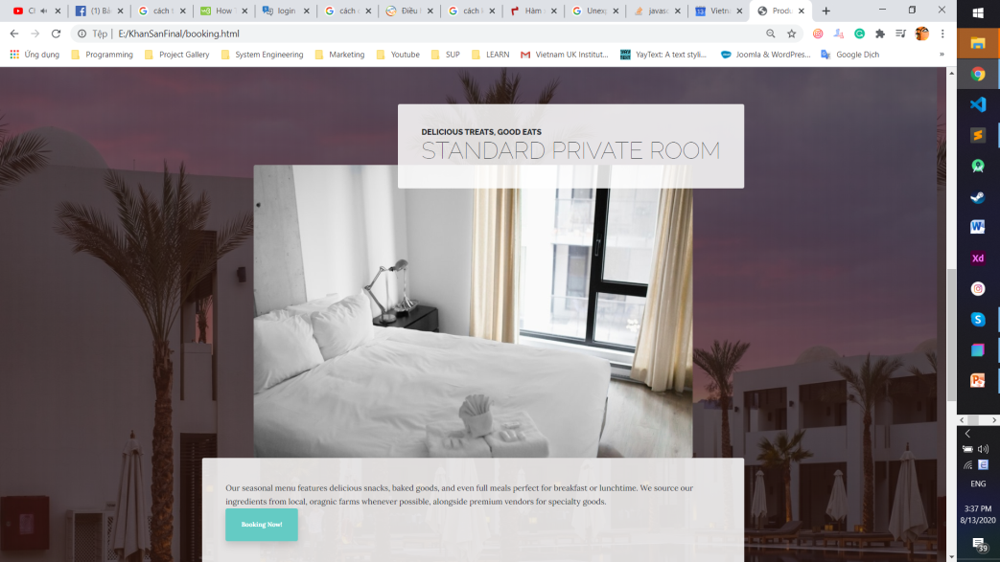 Cl
(1) Bả
cách t
How
login
cách c
Điều
cách k
Hàm
Unexp
javasc
Vietna
Produ
Tệp | E:/KhanSanFinal/booking.html
Ứng dụng Programming Project Gallery System Engineering Marketing Youtube SUP LEARN Vietnam UK Institut... YayText: A text styli... Joomla & WordPres... Google Dịch »
DELICIOUS TREATS, GOOD EATS
STANDARD PRIVATE ROOM
Our seasonal menu features delicious snacks, baked goods, and even full meals perfect for breakfast or lunchtime. We source our
ingredients from local, oragnic farms whenever possible, alongside premium vendors for specialty goods.
Booking Now!
Xd
ENG
3:37 PM
8/13/2020
39